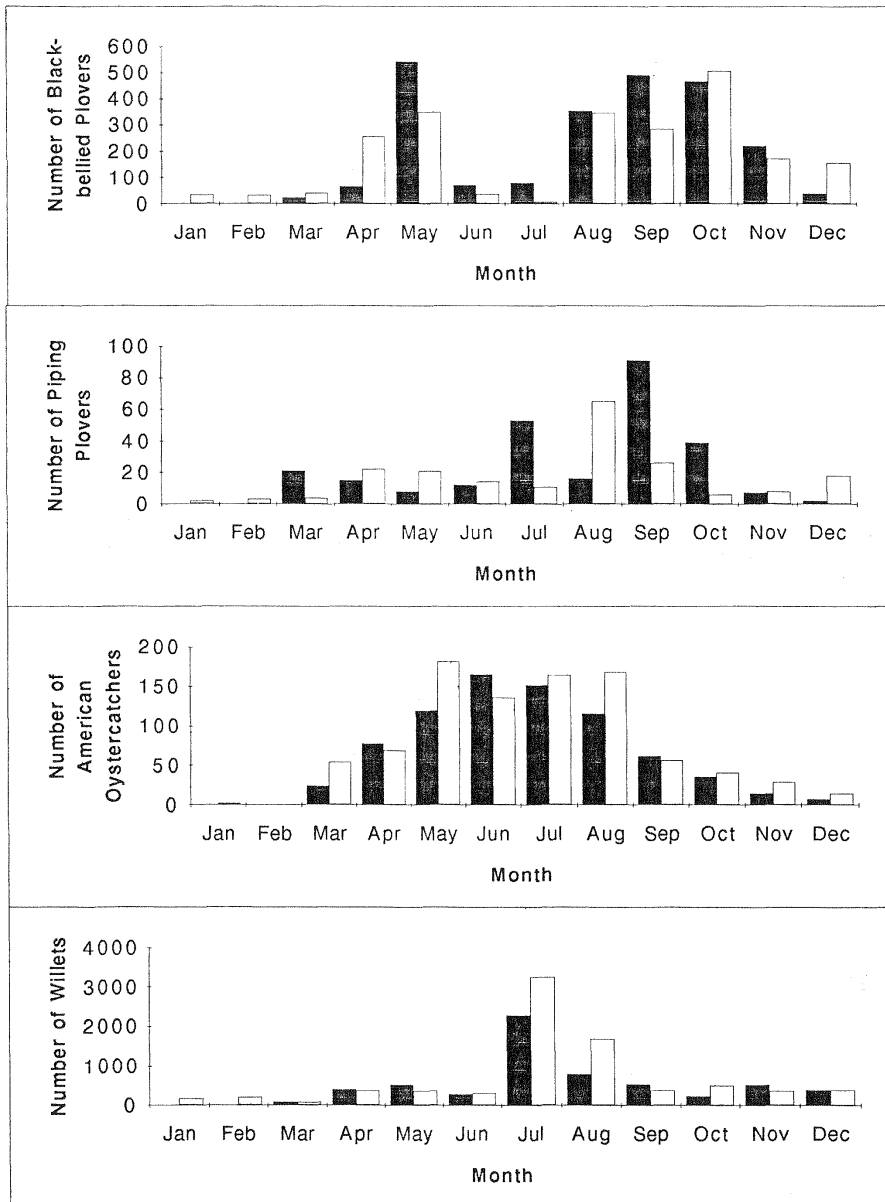 Number of Black-
bellied Plovers
600
500
400
300
200
100
0
Jan Feb Mar Apr May Jun Jul Aug Sep Oct Nov Dec
Month
Number of Piping
Plovers
100
80
60
40
20
0
Jan Feb Mar Apr May Jun Jul Aug Sep Oct Nov Dec
Month
Number of
American
Oystercatchers
200
150
100
50
0
Jan Feb Mar Apr May Jun Jul Aug Sep Oct Nov Dec
Month
Number of Willets
4000
3000
2000
1000
0
Jan Feb Mar Apr May Jun Jul Aug Sep Oct Nov Dec
Month